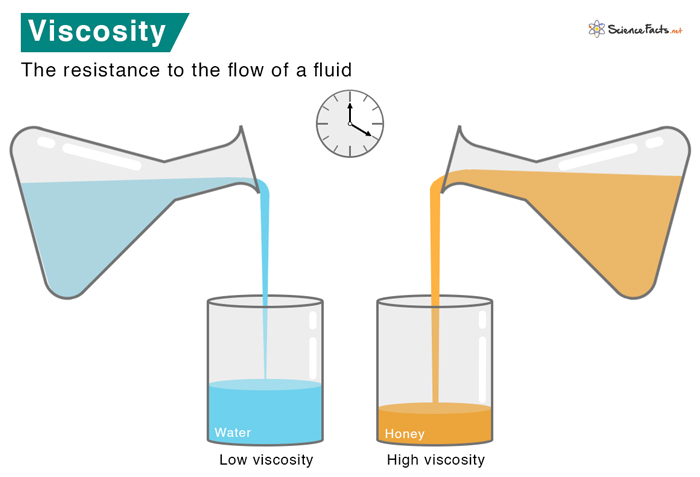 Viscosity
ScienceFacts.net
The resistance to the flow of a fluid
Water
Honey
Low viscosity
High viscosity